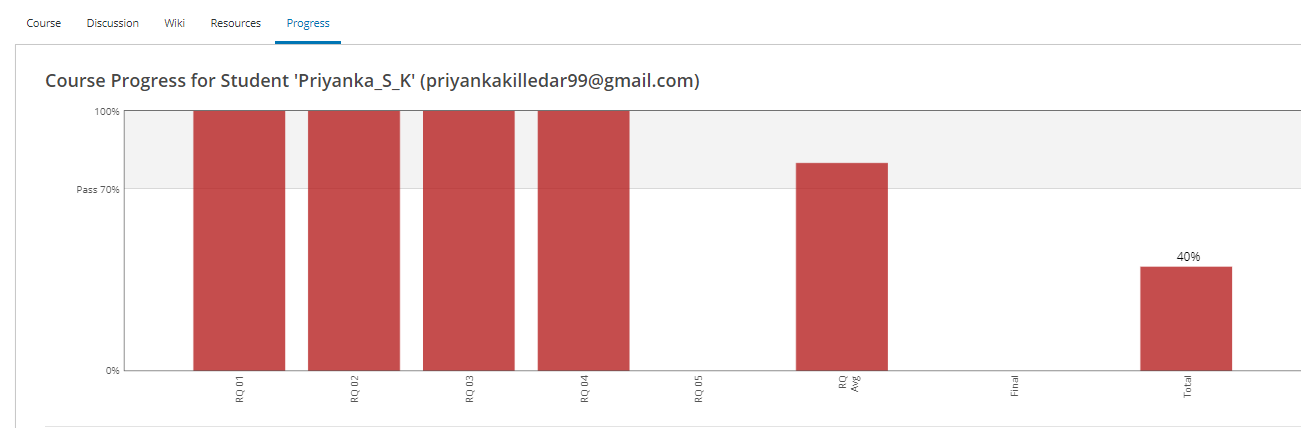 Course Discussion Wiki Resources Progress
Course Progress for Student 'Priyanka_S_K' (priyankakilledar99@gmail.com)
100%
Pass 70%
40%
0%
RQ 01
RQ 02
RQ 03
RQ 04
RQ 05
RQ
Avg
Final
Total